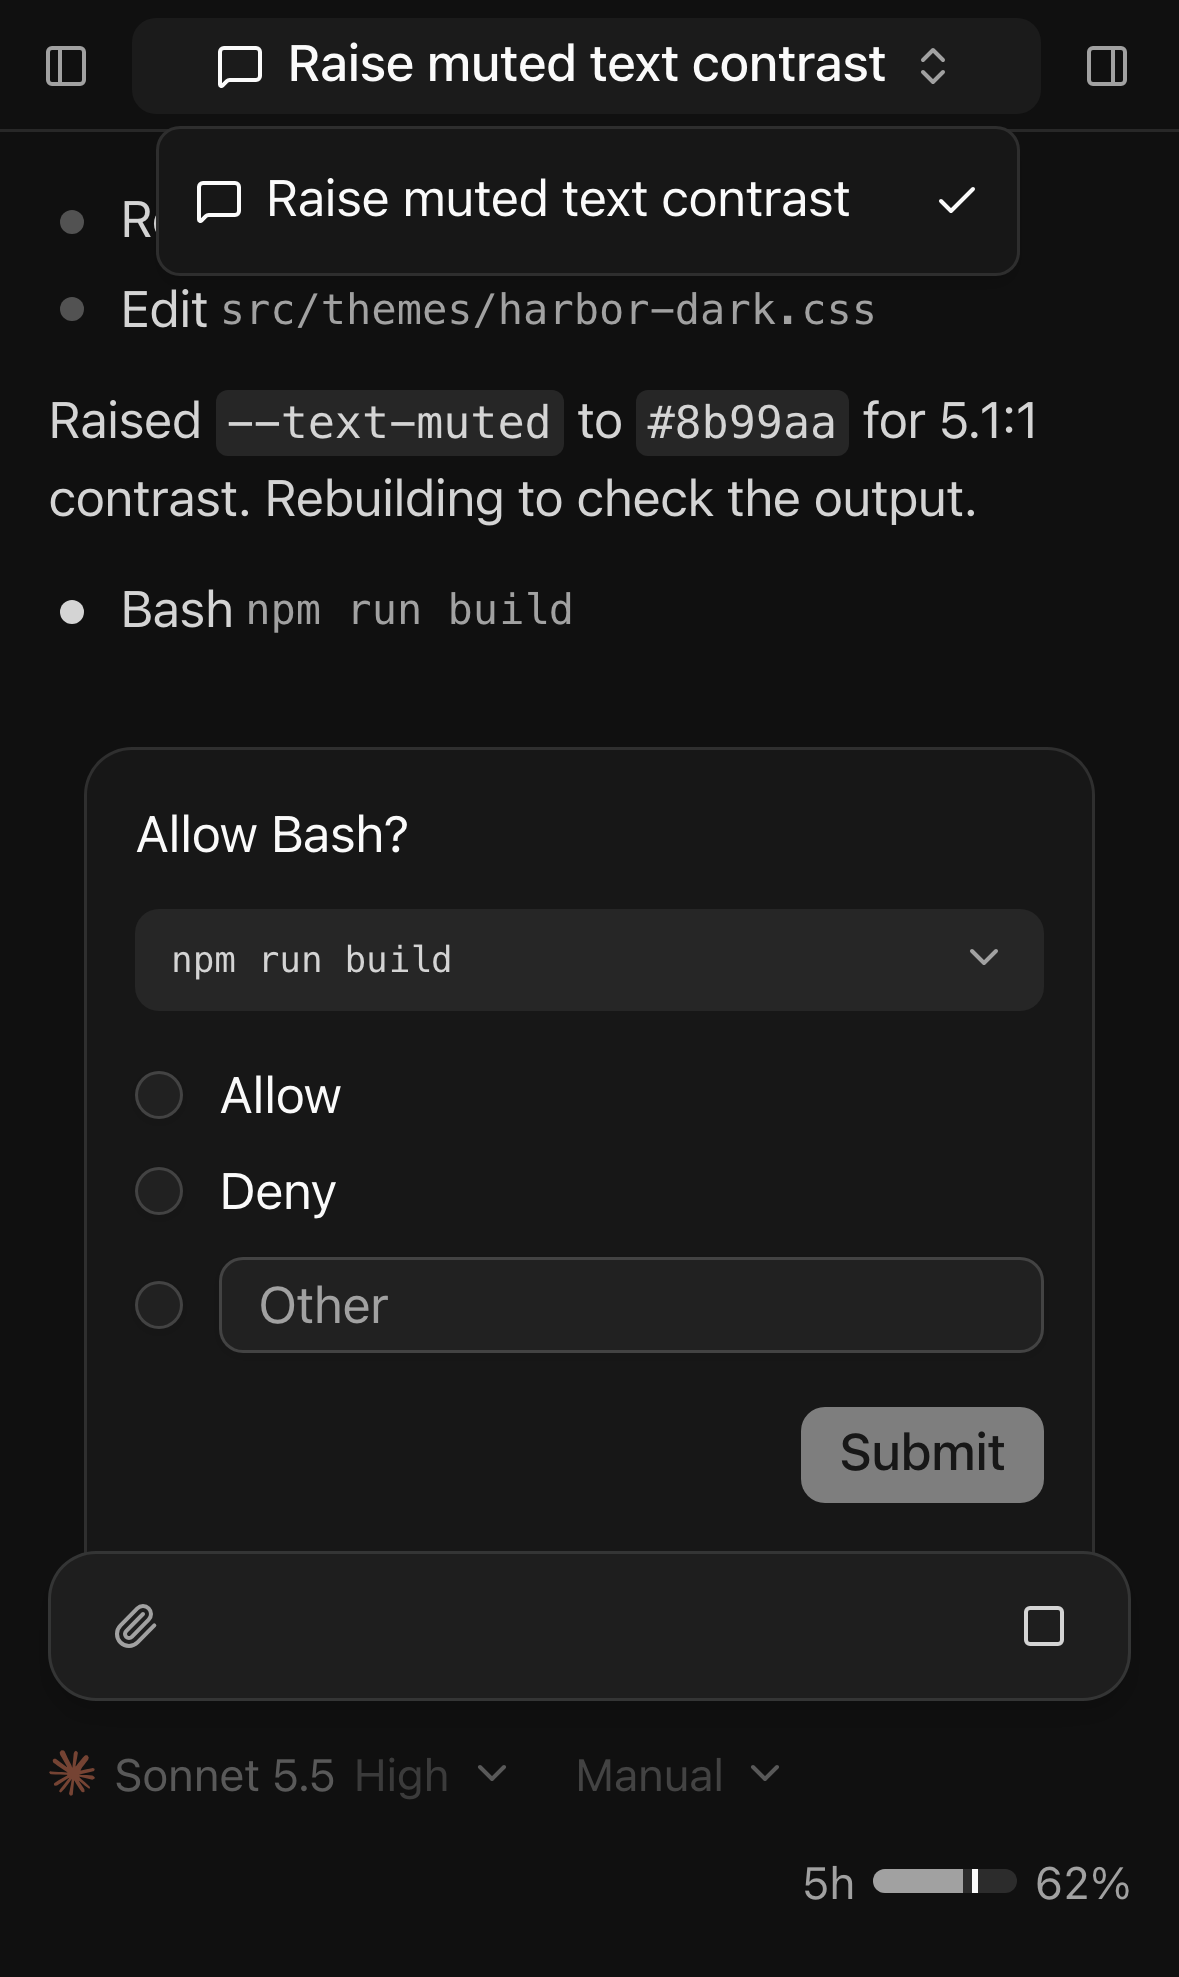 Raise muted text contrast
Raise muted text contrast
Edit src/themes/harbor-dark.css
Raised --text-muted to #8b99aa for 5.1:1
contrast. Rebuilding to check the output.
Bash npm run build
Allow Bash?
npm run build
Allow
Deny
Other
Submit
Sonnet 5.5 High Manual
5h 62%